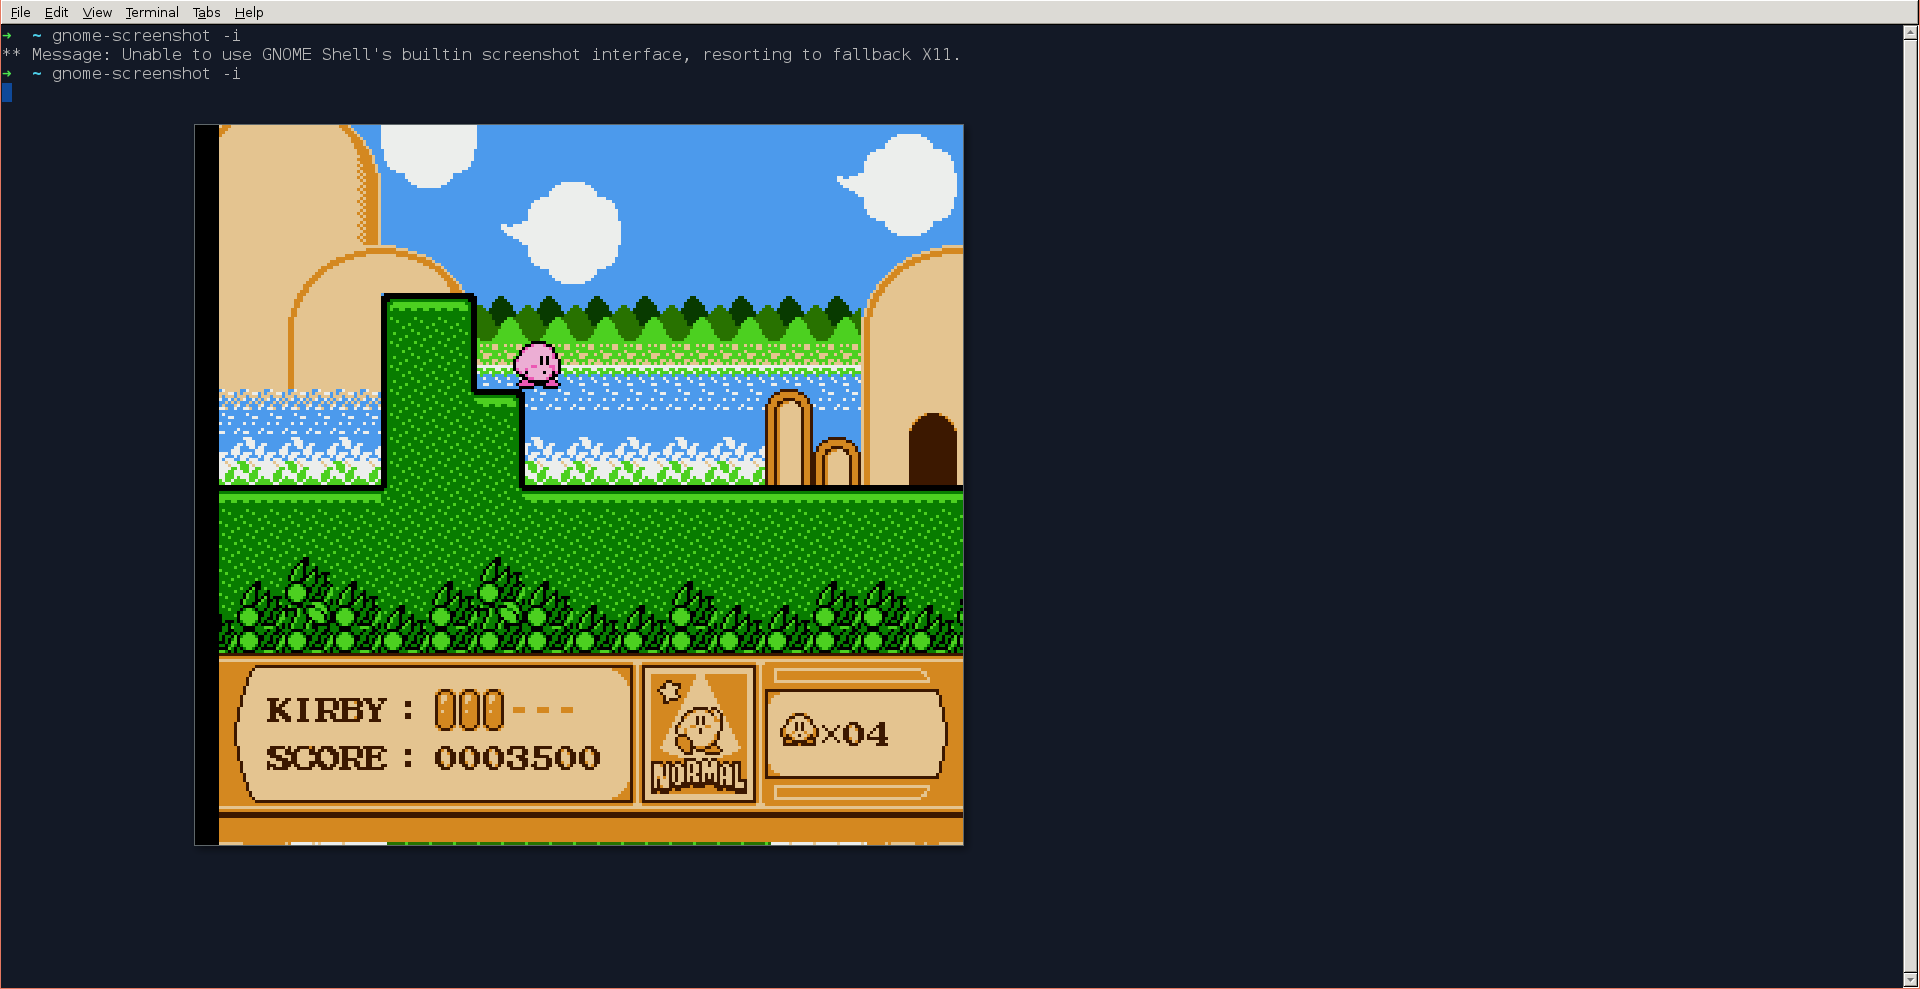 File Edit View Terminal Tabs Help
➜ ~ gnome-screenshot -i
** Message: Unable to use GNOME Shell's builtin screenshot interface, resorting to fallback X11.
➜ ~ gnome-screenshot -i
KIRBY :
SCORE : 0003500
NORMAL
×04